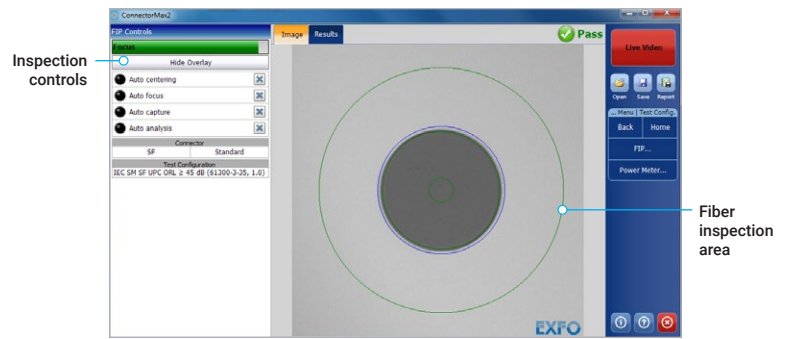 ConnectorMax2
FIP Controls
Focus
Hide Overlay
Auto centering
Auto focus
Auto capture
Auto analysis
Connector
SF Standard
Test Configuration
IEC SM SF UPC ORL ≥ 45 dB (61300-3-35, 1.0)
Inspection
controls
Image Results
Pass
EXFO
Fiber
inspection
area
Live Video
Open Save Report
... Menu | Test Config.
Back Home
FIP...
Power Meter...